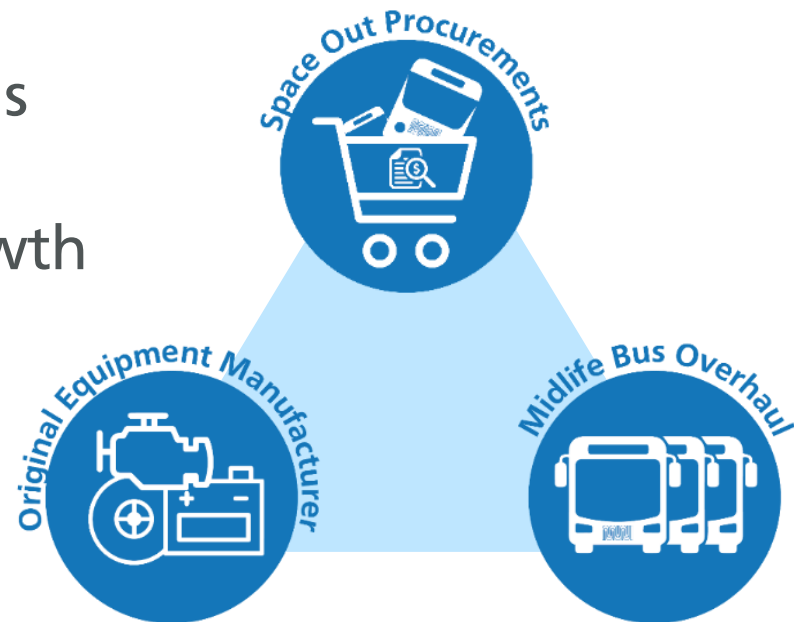 Space Out Procurements
s
wth
Original Equipment Manufacturer
Midlife Bus Overhaul
$